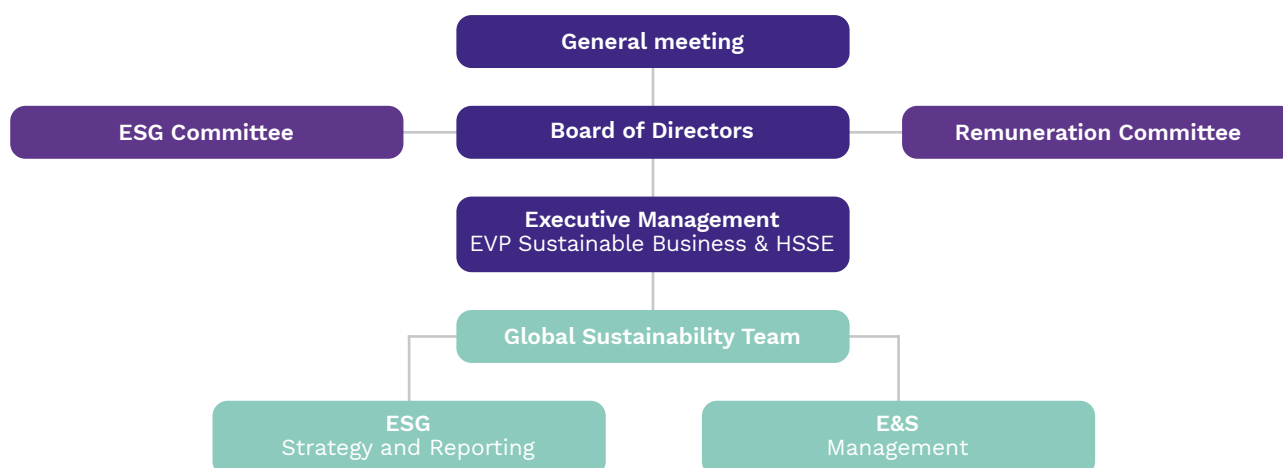 General meeting
ESG Committee
Board of Directors
Remuneration Committee
Executive Management
EVP Sustainable Business & HSSE
Global Sustainability Team
ESG
Strategy and Reporting
E&S
Management